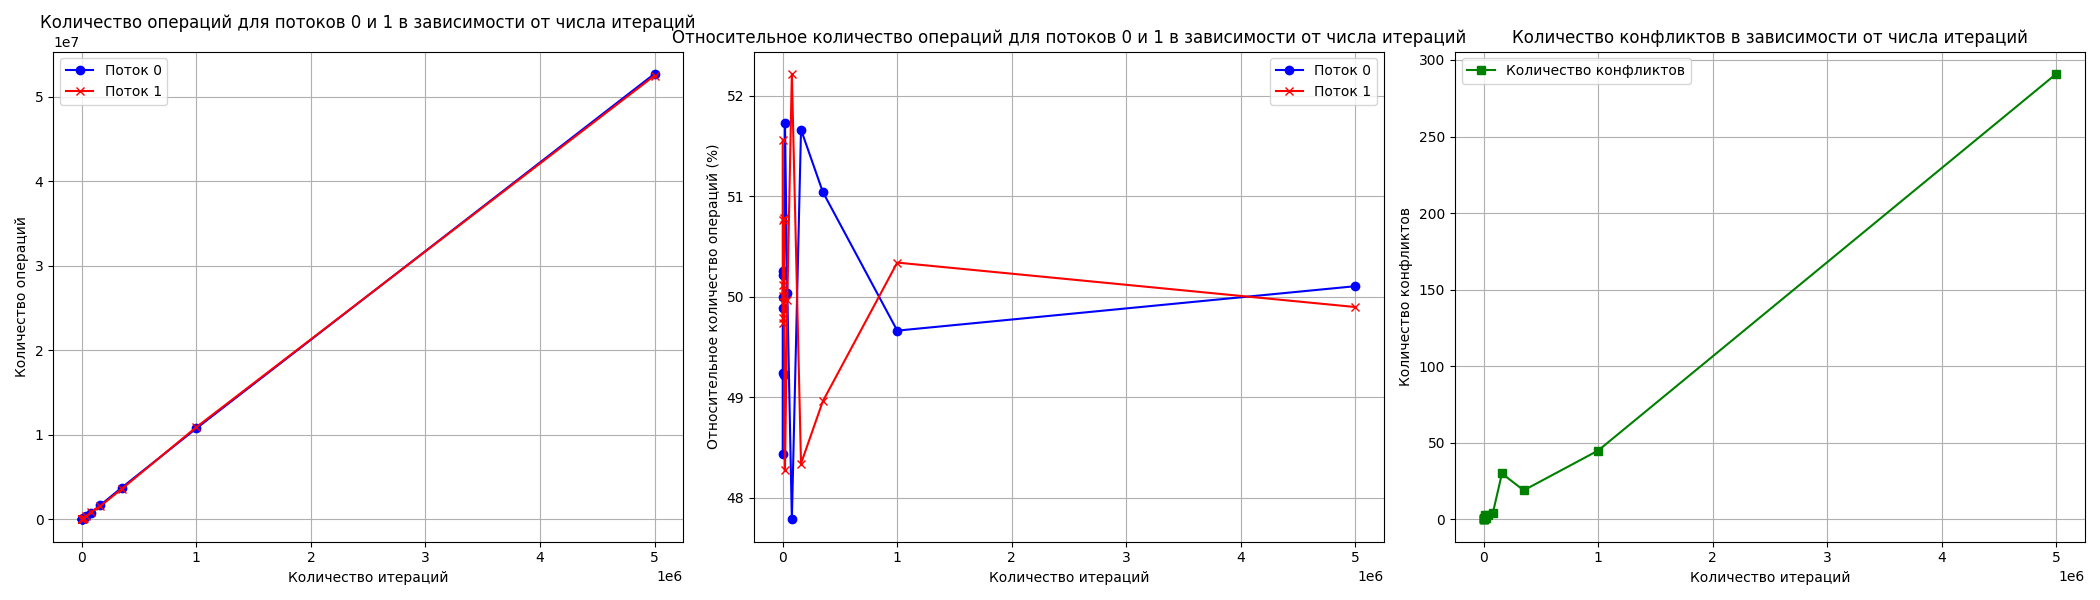 Количество операций для потоков 0 и 1 в зависимости от числа итераций
1e7
Поток 0
Поток 1
Количество операций
5
4
3
2
1
0
0 1 2 3 4 5
1e6
Количество итераций
Относительное количество операций для потоков 0 и 1 в зависимости от числа итераций
Поток 0
Поток 1
Относительное количество операций (%)
52
51
50
49
48
0 1 2 3 4 5
1e6
Количество итераций
Количество конфликтов в зависимости от числа итераций
Количество конфликтов
Количество конфликтов
300
250
200
150
100
50
0
0 1 2 3 4 5
1e6
Количество итераций